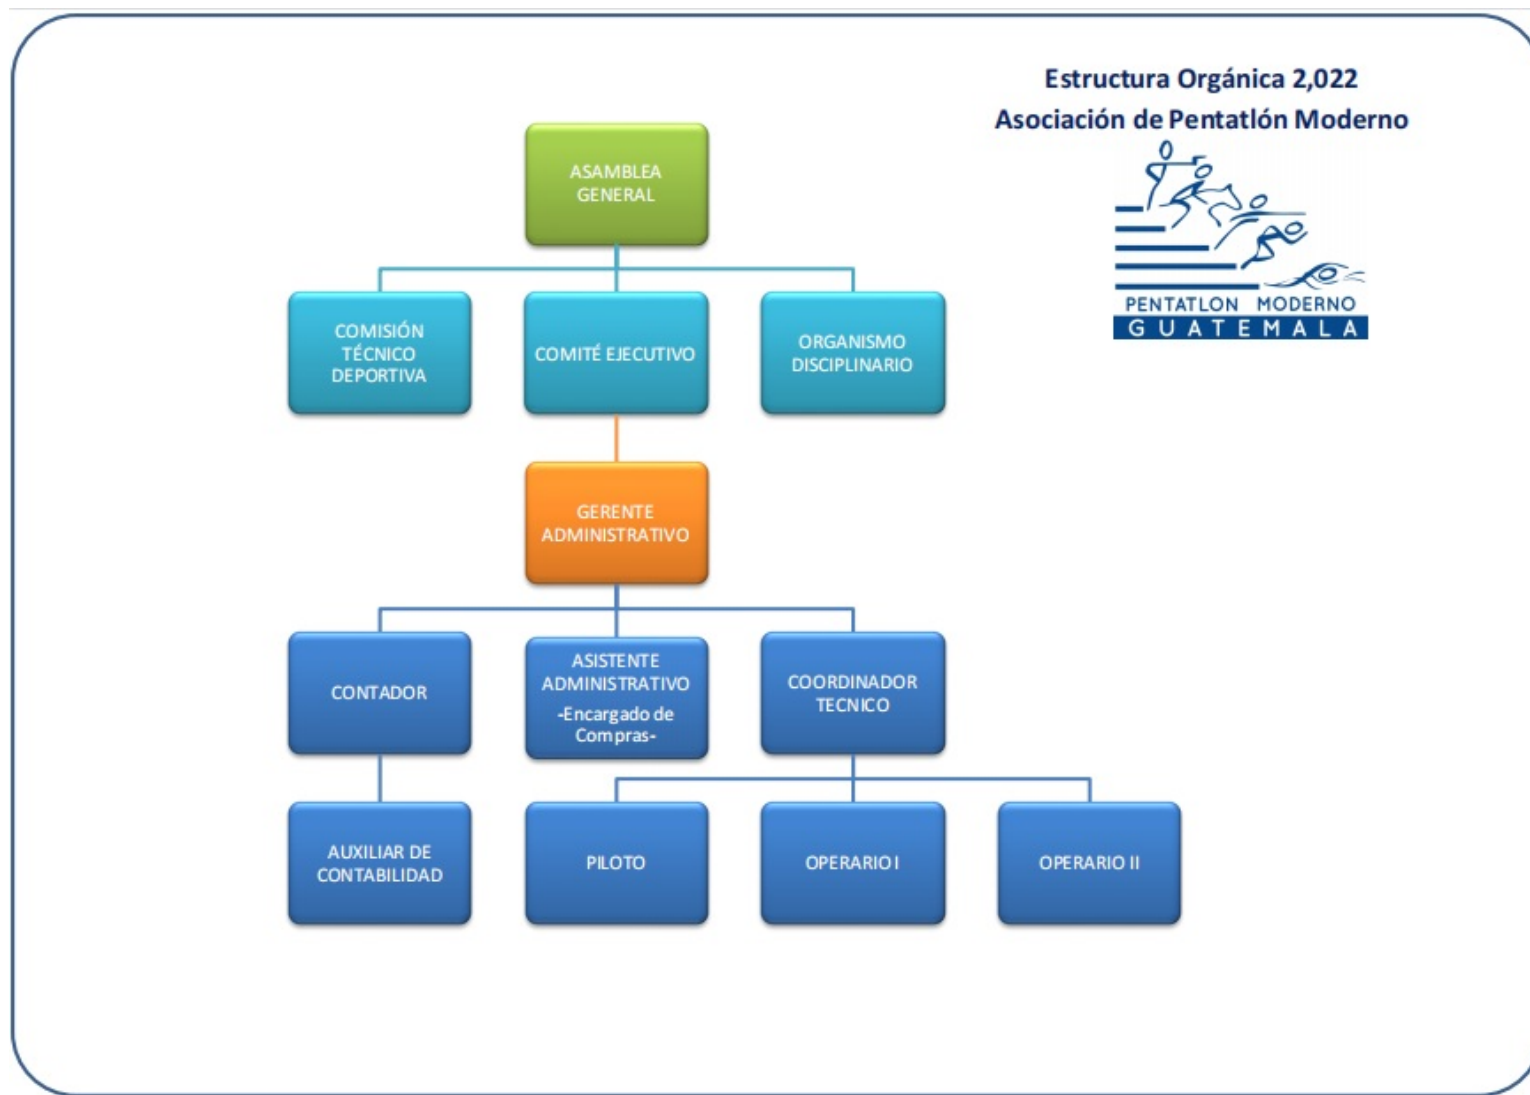 Estructura Orgánica 2,022
Asociación de Pentatlón Moderno
PENTATLON MODERNO
GUATEMALA
ASAMBLEA
GENERAL
COMISIÓN
TÉCNICO
DEPORTIVA
COMITÉ EJECUTIVO
ORGANISMO
DISCIPLINARIO
GERENTE
ADMINISTRATIVO
CONTADOR
ASISTENTE
ADMINISTRATIVO
-Encargado de
Compras-
COORDINADOR
TECNICO
AUXILIAR DE
CONTABILIDAD
PILOTO
OPERARIO I
OPERARIO II